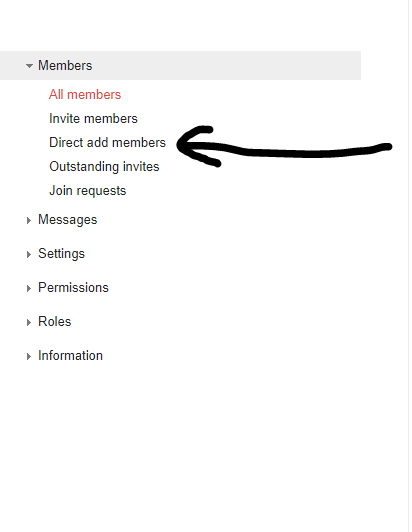 Members
All members
Invite members
Direct add members
Outstanding invites
Join requests
Messages
Settings
Permissions
Roles
Information